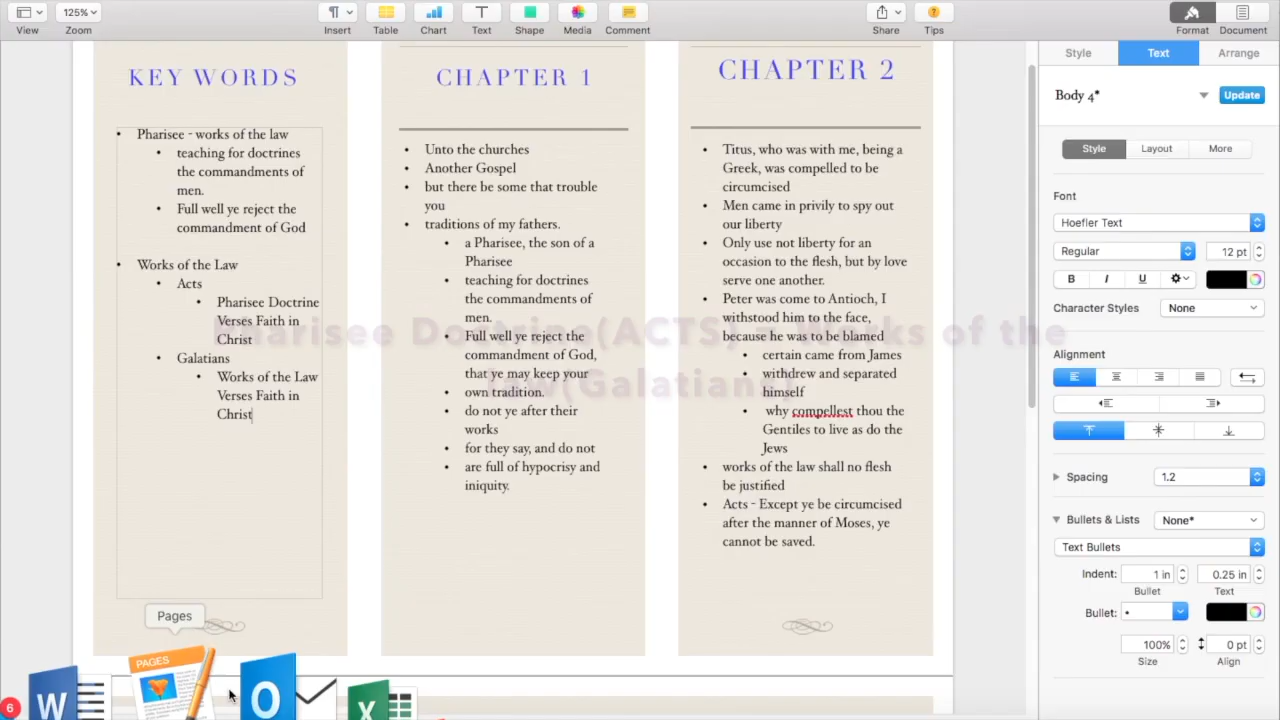 125%
View
Zoom
Insert
Table
Chart
Text
Shape
Media
Comment
Share
Tips
Format
Document
KEY WORDS
• Pharisee - works of the law
• teaching for doctrines
the commandments of
men.
• Full well ye reject the
commandment of God
• Works of the Law
• Acts
• Pharisee Doctrine
Verses Faith in
Christ
• Galatians
• Works of the Law
Verses Faith in
Christ
CHAPTER 1
• Unto the churches
• Another Gospel
• but there be some that trouble
you
• traditions of my fathers.
• a Pharisee, the son of a
Pharisee
• teaching for doctrines
the commandments of
men.
• Full well ye reject the
commandment of God,
that ye may keep your
• own tradition.
• do not ye after their
works
• for they say, and do not
• are full of hypocrisy and
iniquity.
CHAPTER 2
• Titus, who was with me, being a
Greek, was compelled to be
circumcised
• Men came in privily to spy out
our liberty
• Only use not liberty for an
occasion to the flesh, but by love
serve one another.
• Peter was come to Antioch, I
withstood him to the face,
because he was to be blamed
• certain came from James
• withdrew and separated
himself
• why compellest thou the
Gentiles to live as do the
Jews
• works of the law shall no flesh
be justified
• Acts - Except ye be circumcised
after the manner of Moses, ye
cannot be saved.
Pharisee Doctrine(ACTS) = Works of the
law(Galatians)
Style
Text
Arrange
Body 4*
Update
Style
Layout
More
Font
Hoefler Text
Regular
12 pt
B
I
U
Character Styles
None
Alignment
Spacing
1.2
Bullets & Lists
None*
Text Bullets
Indent:
1 in
0.25 in
Bullet
Text
Bullet:
•
100%
0 pt
Size
Align
Pages
PAGES
6
W
O
X